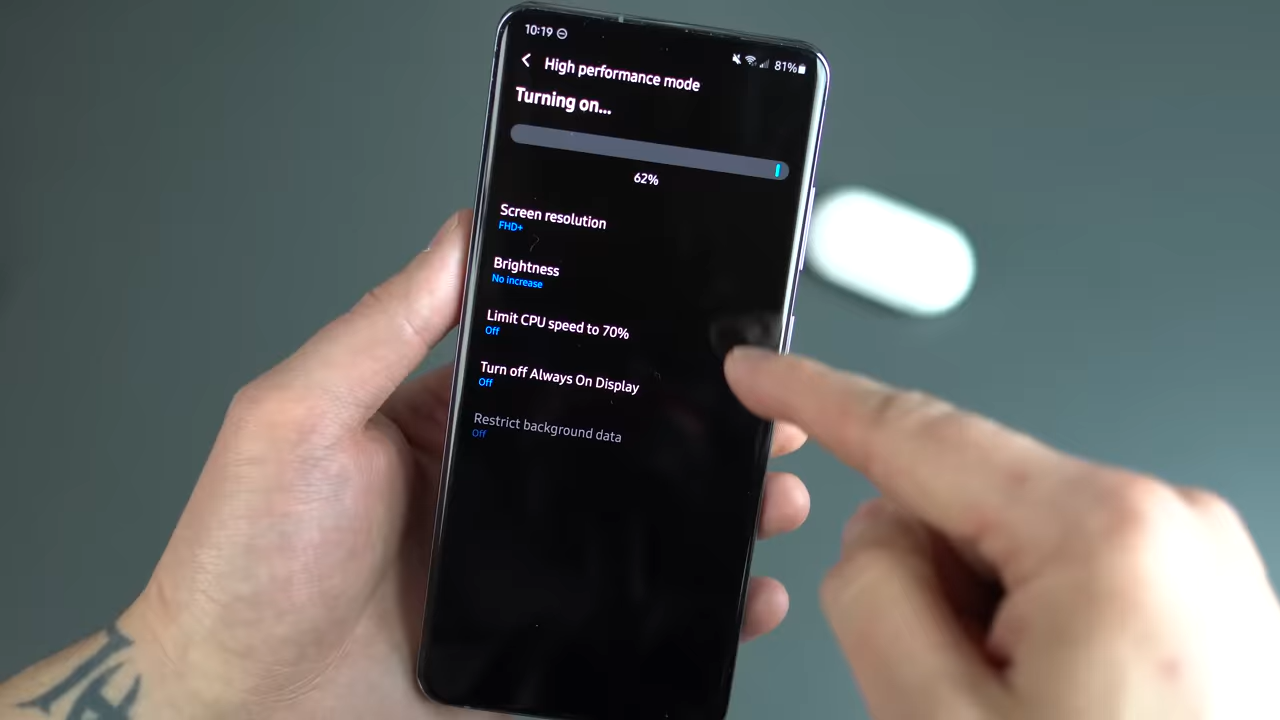 10:19
81%
High performance mode
Turning on...
62%
Screen resolution
FHD+
Brightness
No increase
Limit CPU speed to 70%
Off
Turn off Always On Display
Off
Restrict background data
Off